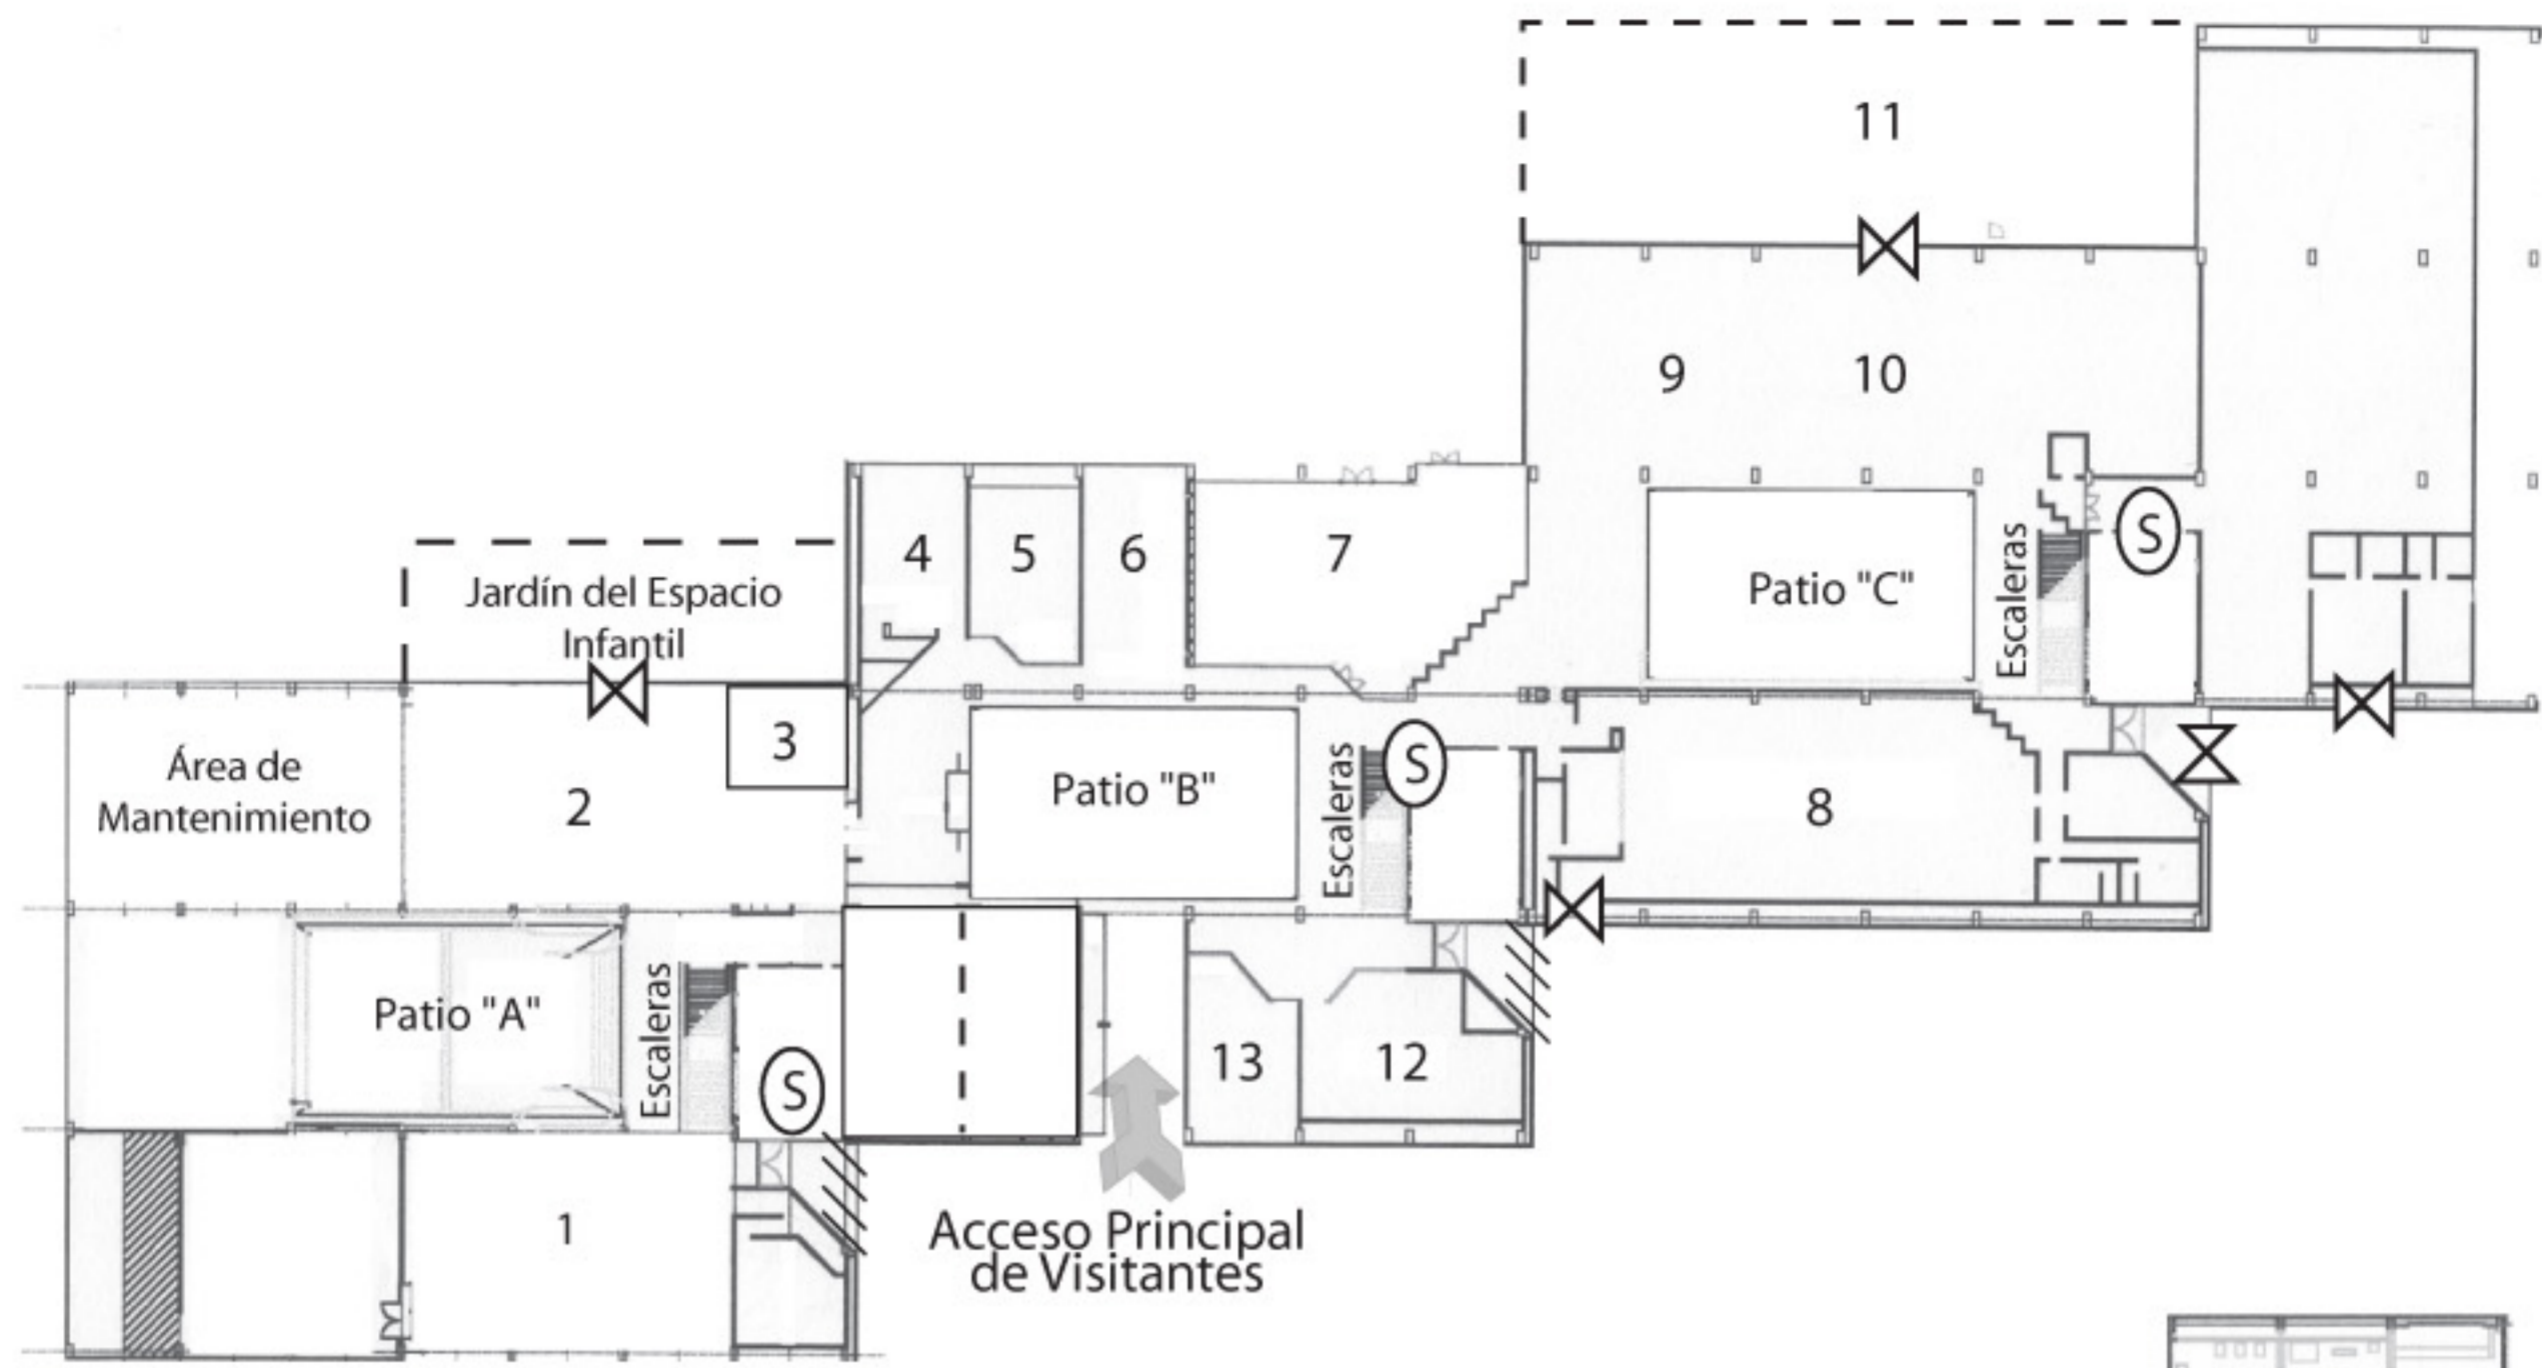 11
9
10
4
5
6
7
Jardín del Espacio
Infantil
Patio "C"
Escaleras
S
Área de
Mantenimiento
2
3
Patio "B"
Escaleras
S
8
Patio "A"
Escaleras
S
13
12
1
Acceso Principal
de Visitantes